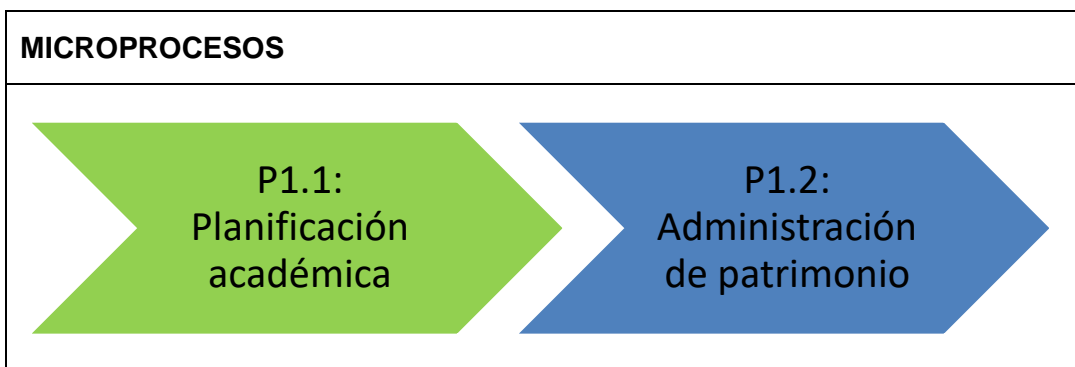 MICROPROCESOS
P1.1:
Planificación
académica
P1.2:
Administración
de patrimonio